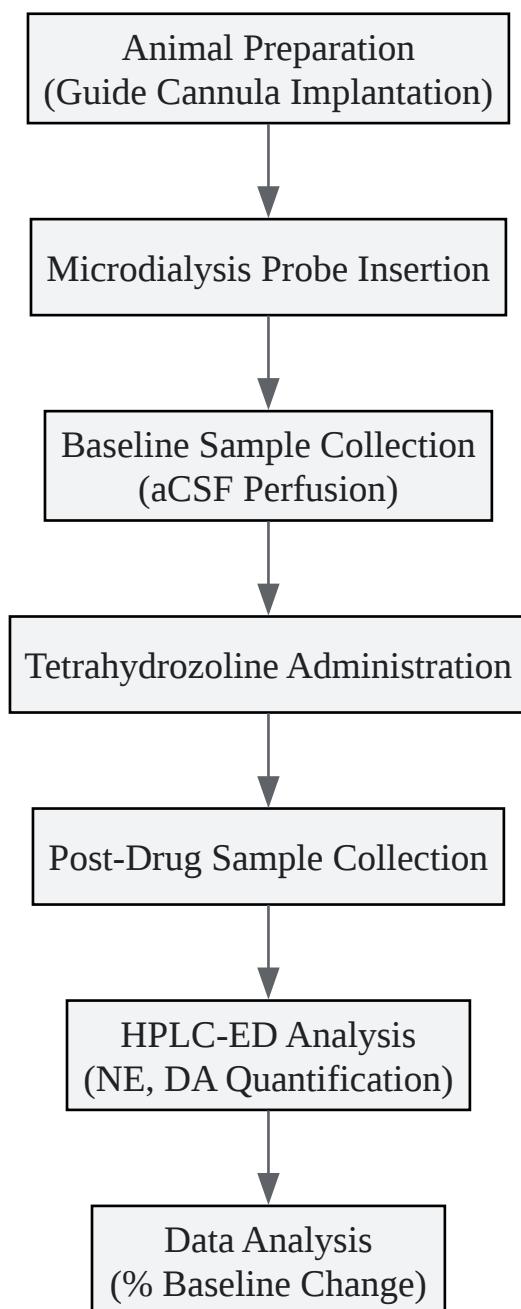 Animal Preparation
(Guide Cannula Implantation)
Microdialysis Probe Insertion
Baseline Sample Collection
(aCSF Perfusion)
Tetrahydrozoline Administration
Post-Drug Sample Collection
HPLC-ED Analysis
(NE, DA Quantification)
Data Analysis
(% Baseline Change)